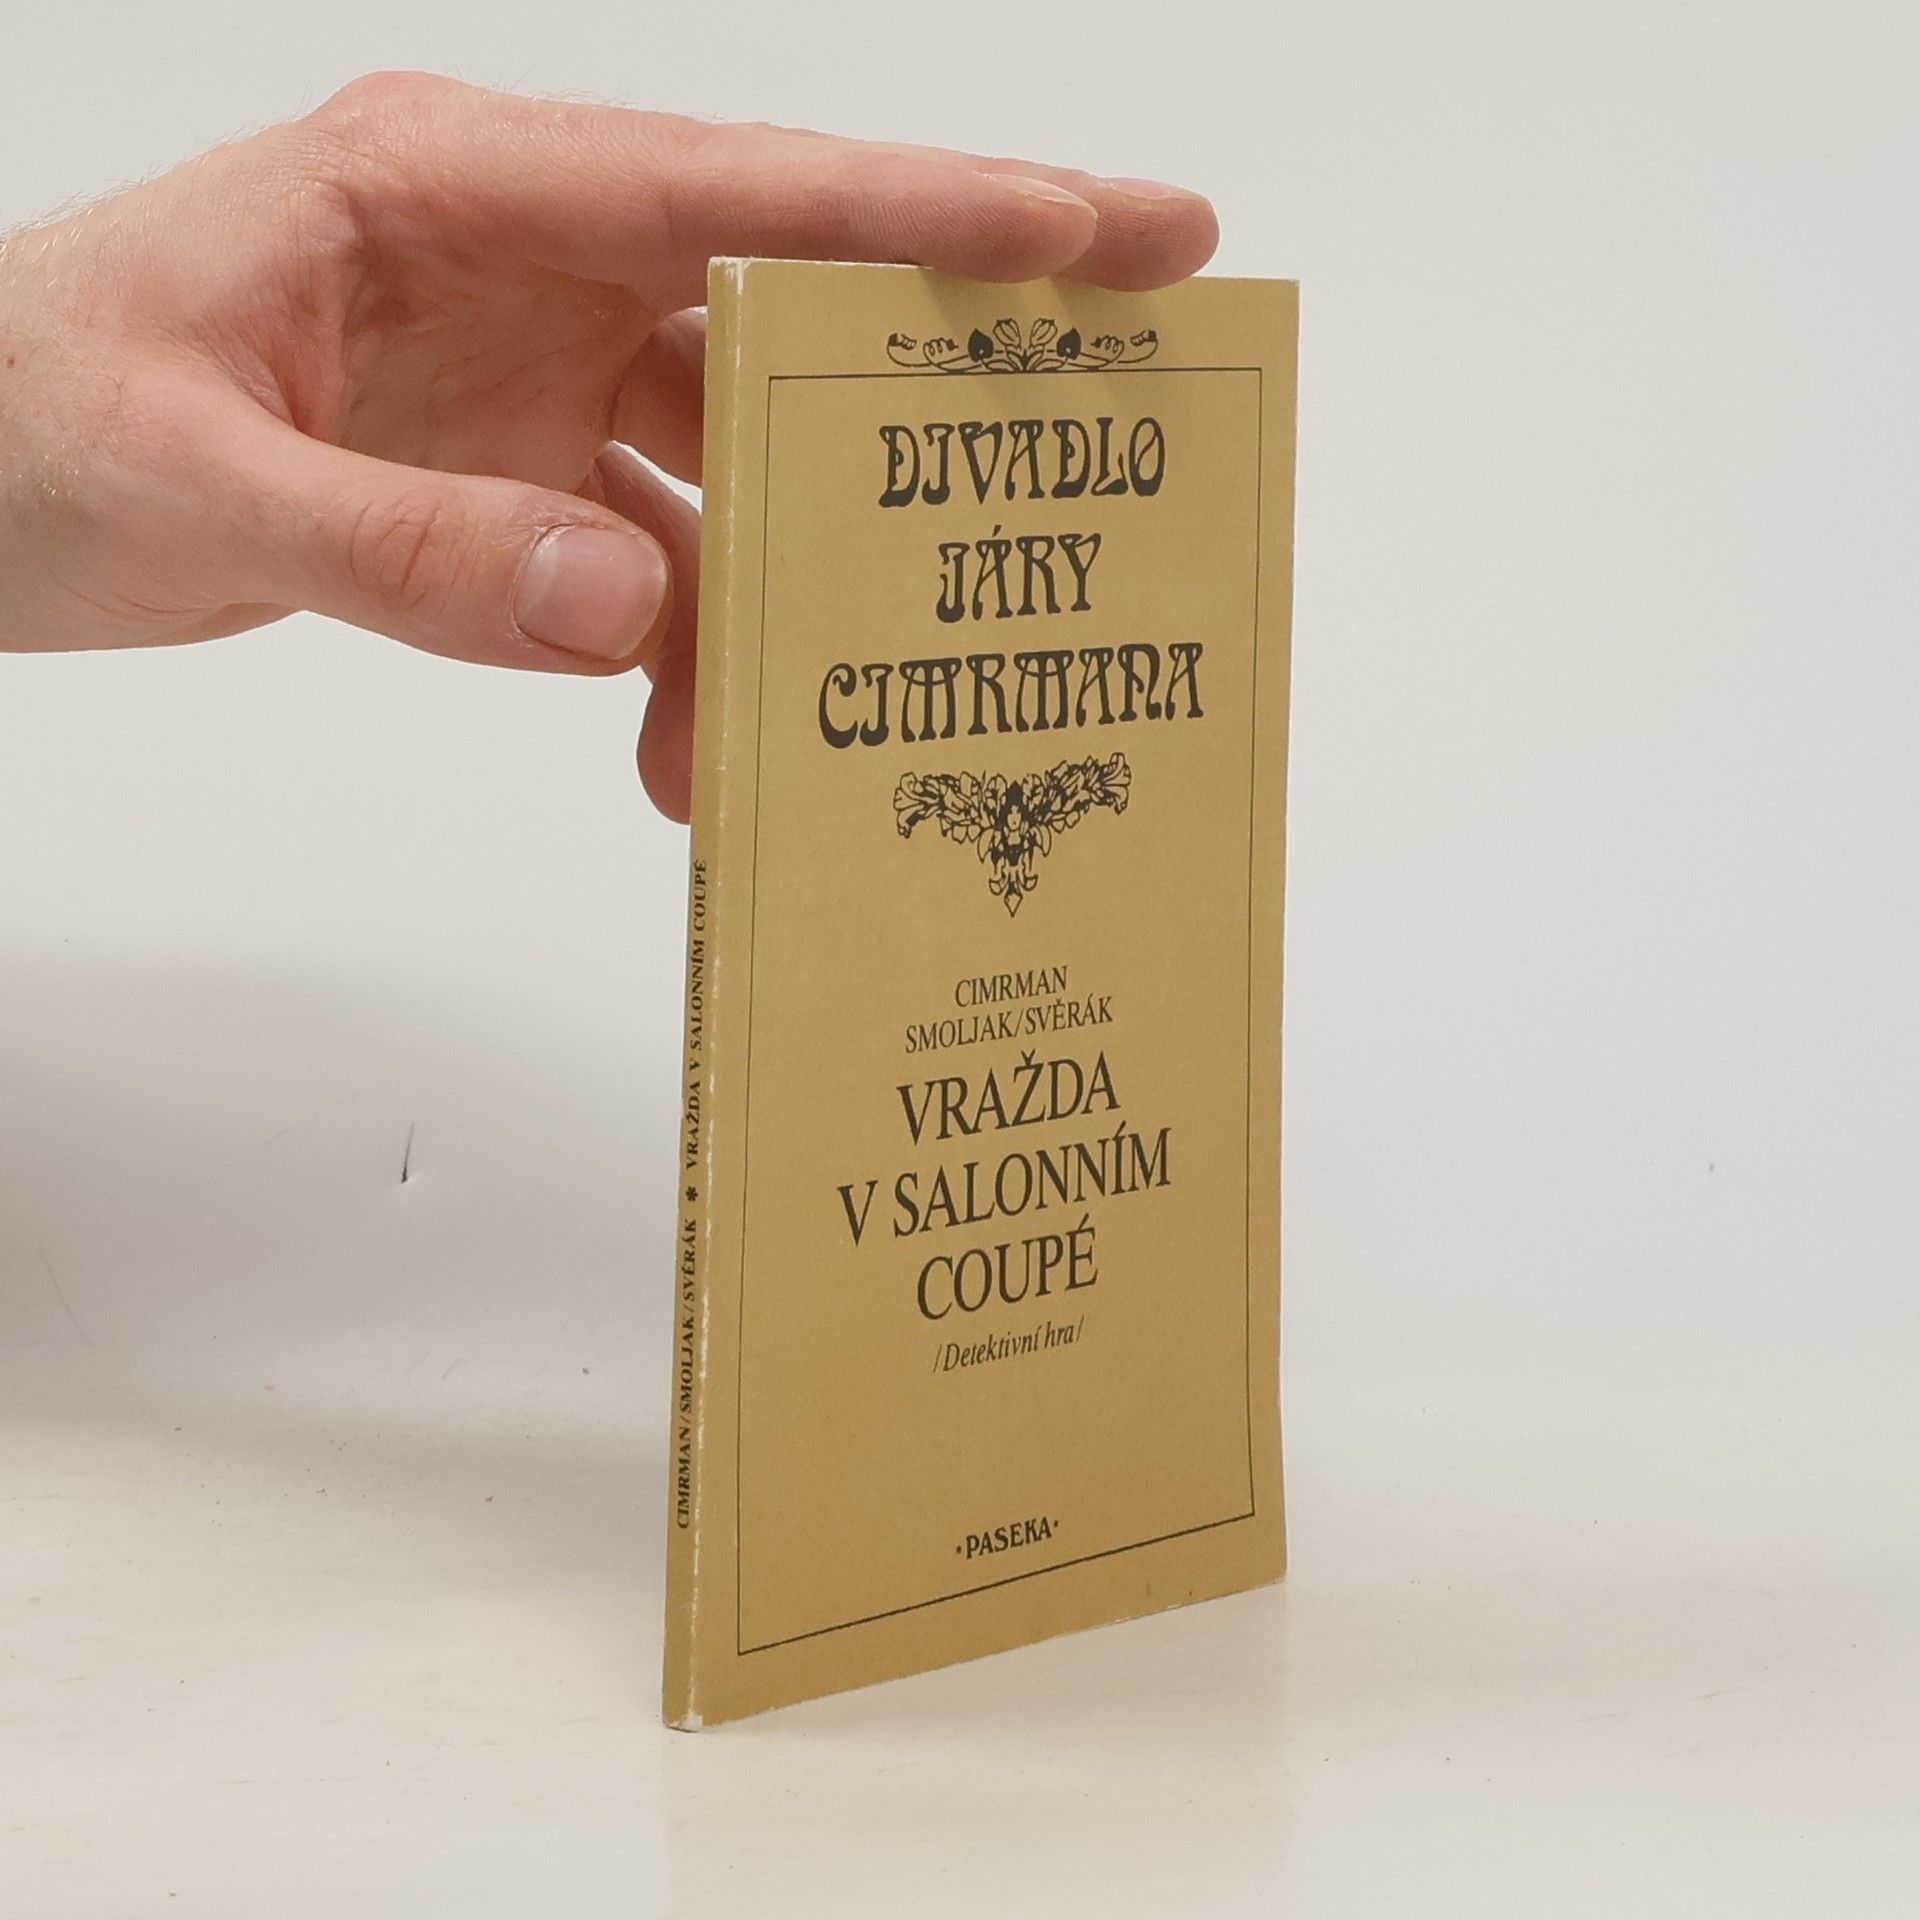 DIVADLO
JÁRY
CIMRMANA
CIMRMAN
SMOLJAK/SVĚRÁK
VRAŽDA
V SALONNÍM
COUPÉ
/Detektivní hra/
·PASEKA·
CIMRMAN/SMOLJAK/SVĚRÁK * VRAŽDA V SALONNÍM COUPÉ